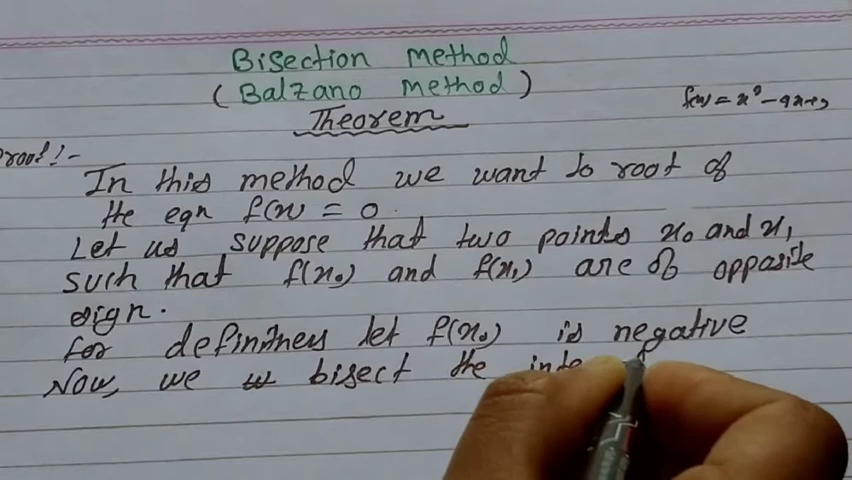 Bisection method
(Balzano method)
Theorem
Proof:-
In this method we want to root of
the eqn f(x) = 0.
Let us suppose that two points x₀ and x₁
such that f(x₀) and f(x₁) are of opposite
sign.
for definitness let f(x₀) is negative
Now, we bisect the inte